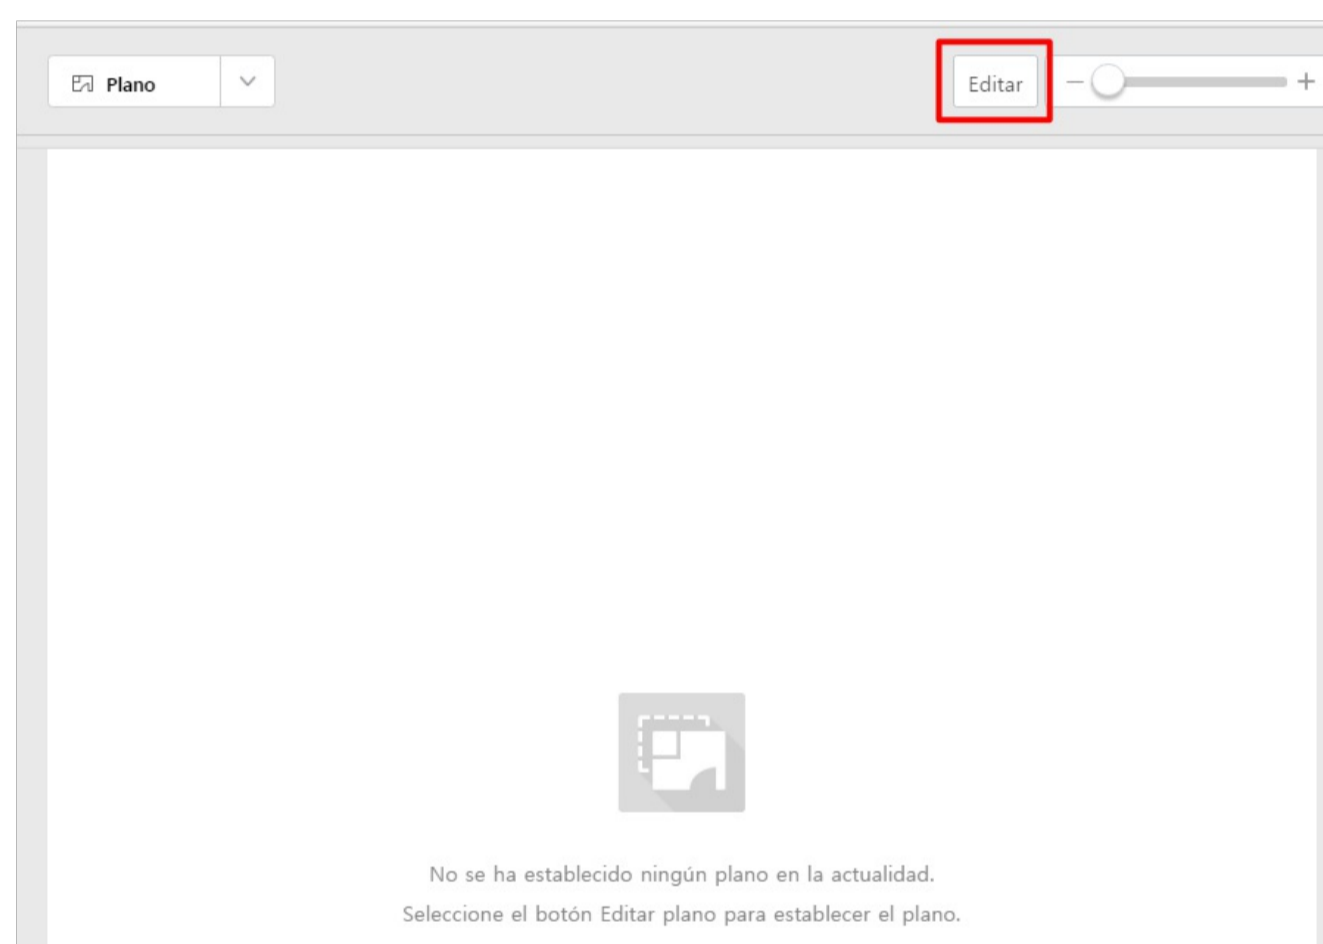 Plano
Editar
No se ha establecido ningún plano en la actualidad.
Seleccione el botón Editar plano para establecer el plano.